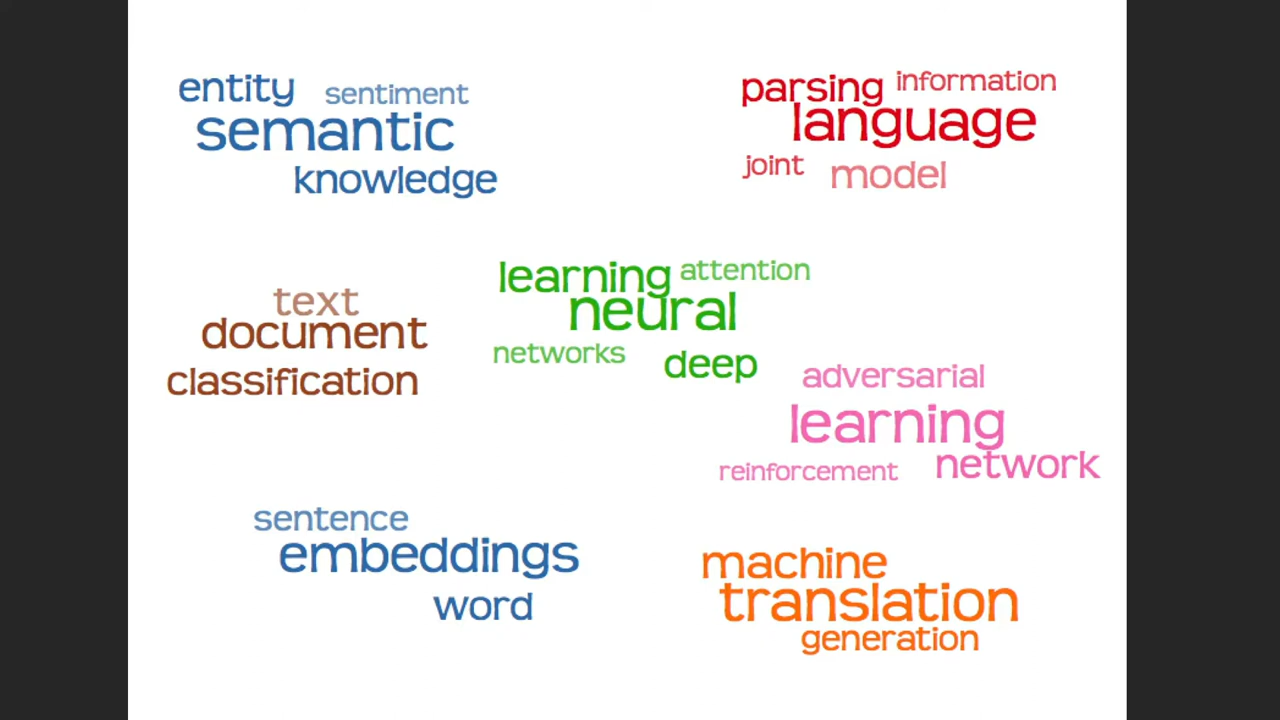 entity sentiment
semantic
knowledge
parsing information
language
joint model
learning attention
neural
networks deep
text
document
classification
adversarial
learning
reinforcement network
sentence
embeddings
word
machine
translation
generation